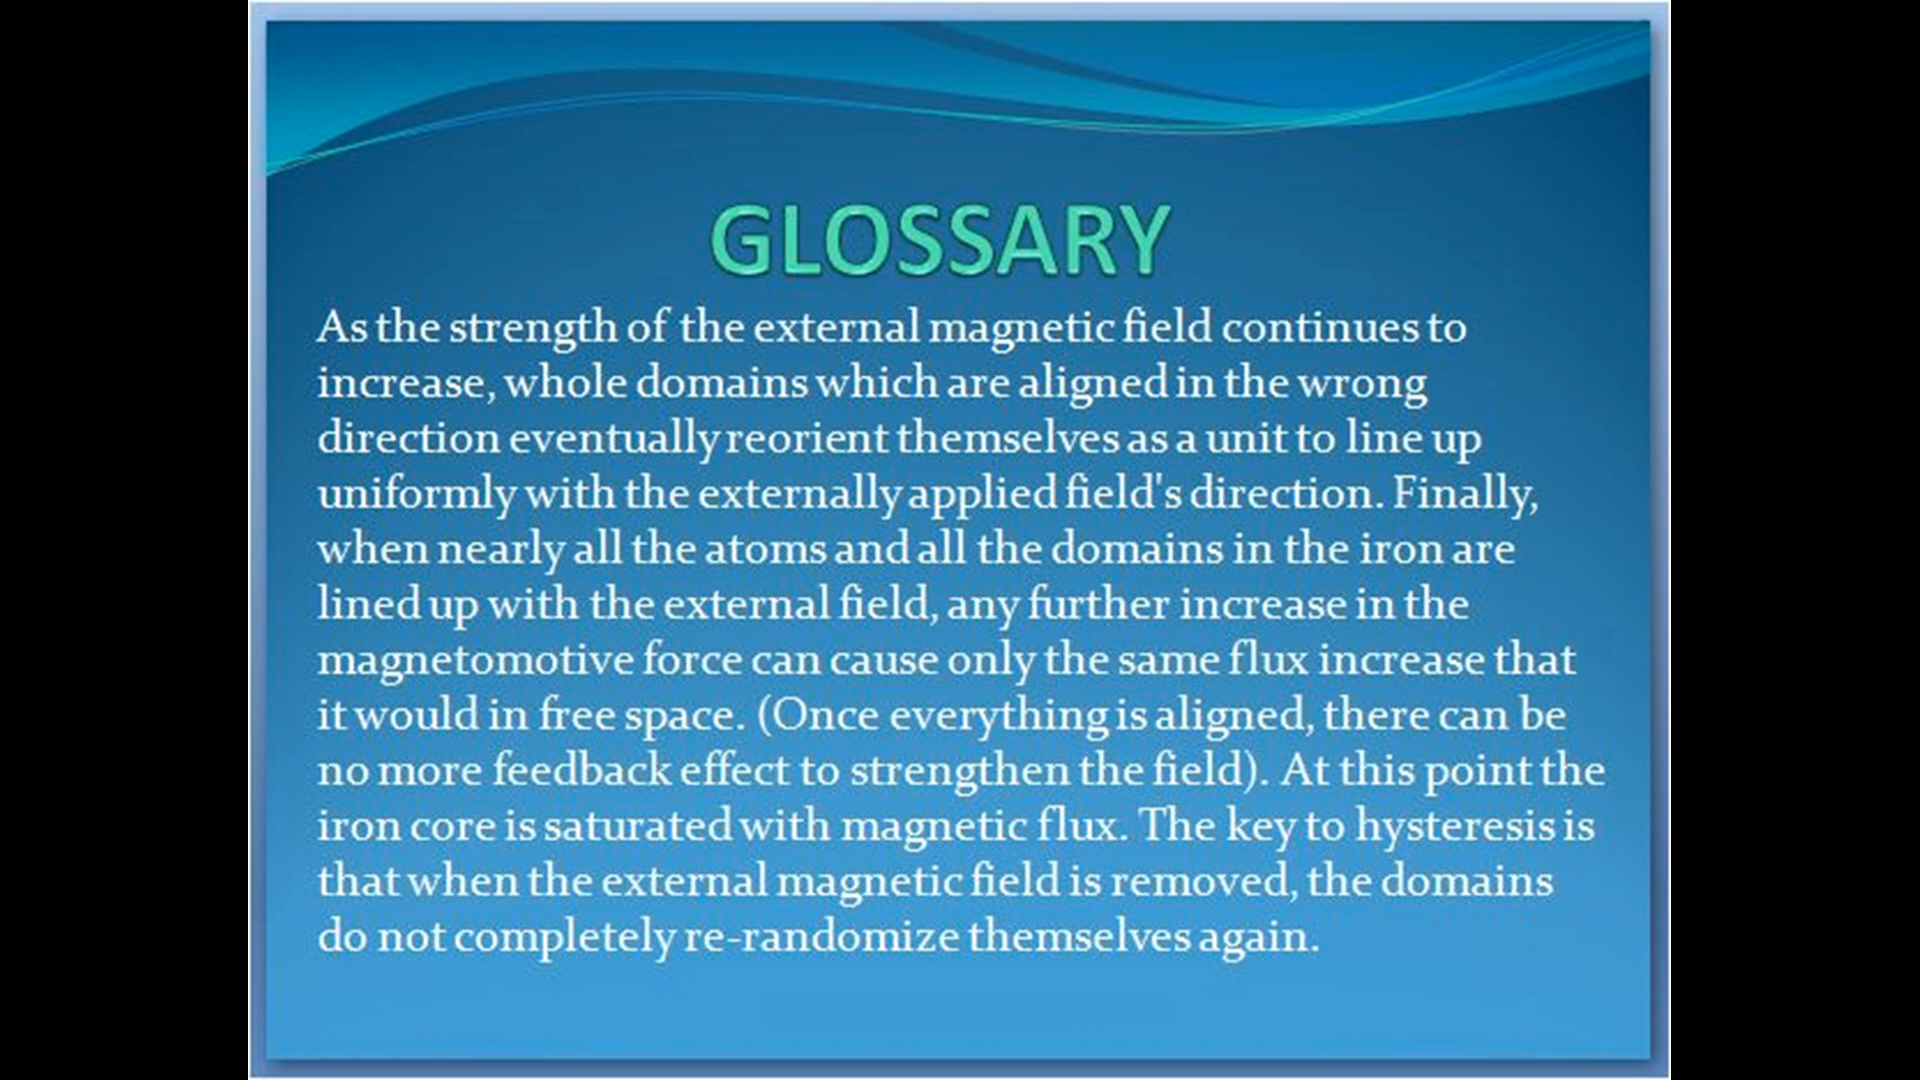 GLOSSARY
As the strength of the external magnetic field continues to
increase, whole domains which are aligned in the wrong
direction eventually reorient themselves as a unit to line up
uniformly with the externally applied field's direction. Finally,
when nearly all the atoms and all the domains in the iron are
lined up with the external field, any further increase in the
magnetomotive force can cause only the same flux increase that
it would in free space. (Once everything is aligned, there can be
no more feedback effect to strengthen the field). At this point the
iron core is saturated with magnetic flux. The key to hysteresis is
that when the external magnetic field is removed, the domains
do not completely re-randomize themselves again.